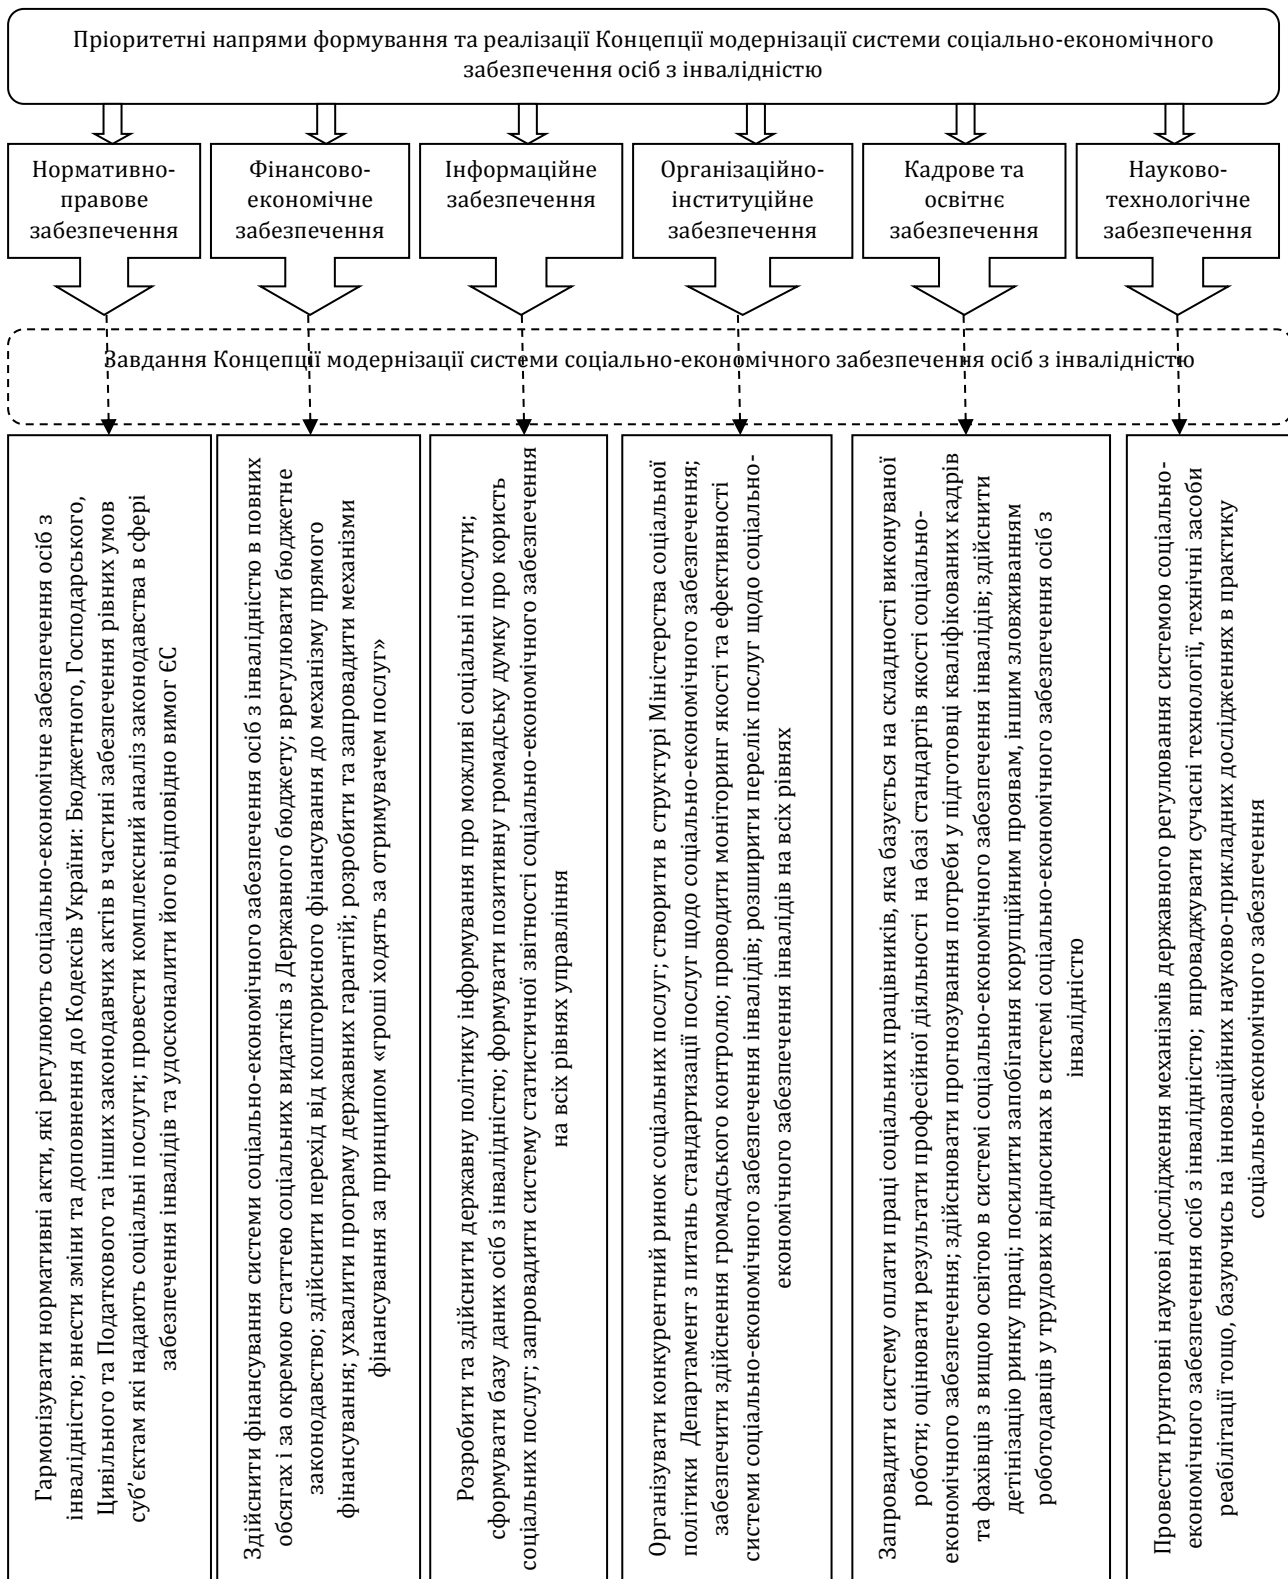 Пріоритетні напрями формування та реалізації Концепції модернізації системи соціально-економічного
забезпечення осіб з інвалідністю
Нормативно-
правове
забезпечення
Фінансово-
економічне
забезпечення
Інформаційне
забезпечення
Організаційно-
інституційне
забезпечення
Кадрове та
освітнє
забезпечення
Науково-
технологічне
забезпечення
Завдання Концепції модернізації системи соціально-економічного забезпечення осіб з інвалідністю
Гармонізувати нормативні акти, які регулюють соціально-економічне забезпечення осіб з
інвалідністю; внести зміни та доповнення до Кодексів України: Бюджетного, Господарського,
Цивільного та Податкового та інших законодавчих актів в частині забезпечення рівних умов
суб’єктам які надають соціальні послуги; провести комплексний аналіз законодавства в сфері
забезпечення інвалідів та удосконалити його відповідно вимог ЄС
Здійснити фінансування системи соціально-економічного забезпечення осіб з інвалідністю в повних
обсягах і за окремою статтею соціальних видатків з Державного бюджету; врегулювати бюджетне
законодавство; здійснити перехід від кошторисного фінансування до механізму прямого
фінансування; ухвалити програму державних гарантій; розробити та запровадити механізми
фінансування за принципом «гроші ходять за отримувачем послуг»
Розробити та здійснити державну політику інформування про можливі соціальні послуги;
сформувати базу даних осіб з інвалідністю; формувати позитивну громадську думку про користь
соціальних послуг; запровадити систему статистичної звітності соціально-економічного забезпечення
на всіх рівнях управління
Організувати конкурентний ринок соціальних послуг; створити в структурі Міністерства соціальної
політики Департамент з питань стандартизації послуг щодо соціально-економічного забезпечення;
забезпечити здійснення громадського контролю; проводити моніторинг якості та ефективності
системи соціально-економічного забезпечення інвалідів; розширити перелік послуг щодо соціально-
економічного забезпечення інвалідів на всіх рівнях
Запровадити систему оплати праці соціальних працівників, яка базується на складності виконуваної
роботи; оцінювати результати професійної діяльності на базі стандартів якості соціально-
економічного забезпечення; здійснювати прогнозування потреби у підготовці кваліфікованих кадрів
та фахівців з вищою освітою в системі соціально-економічного забезпечення інвалідів; здійснити
детінізацію ринку праці; посилити запобігання корупційним проявам, іншим зловживанням
роботодавців у трудових відносинах в системі соціально-економічного забезпечення осіб з
інвалідністю
Провести ґрунтовні наукові дослідження механізмів державного регулювання системою соціально-
економічного забезпечення осіб з інвалідністю; впроваджувати сучасні технології, технічні засоби
реабілітації тощо, базуючись на інноваційних науково-прикладних дослідженнях в практику
соціально-економічного забезпечення